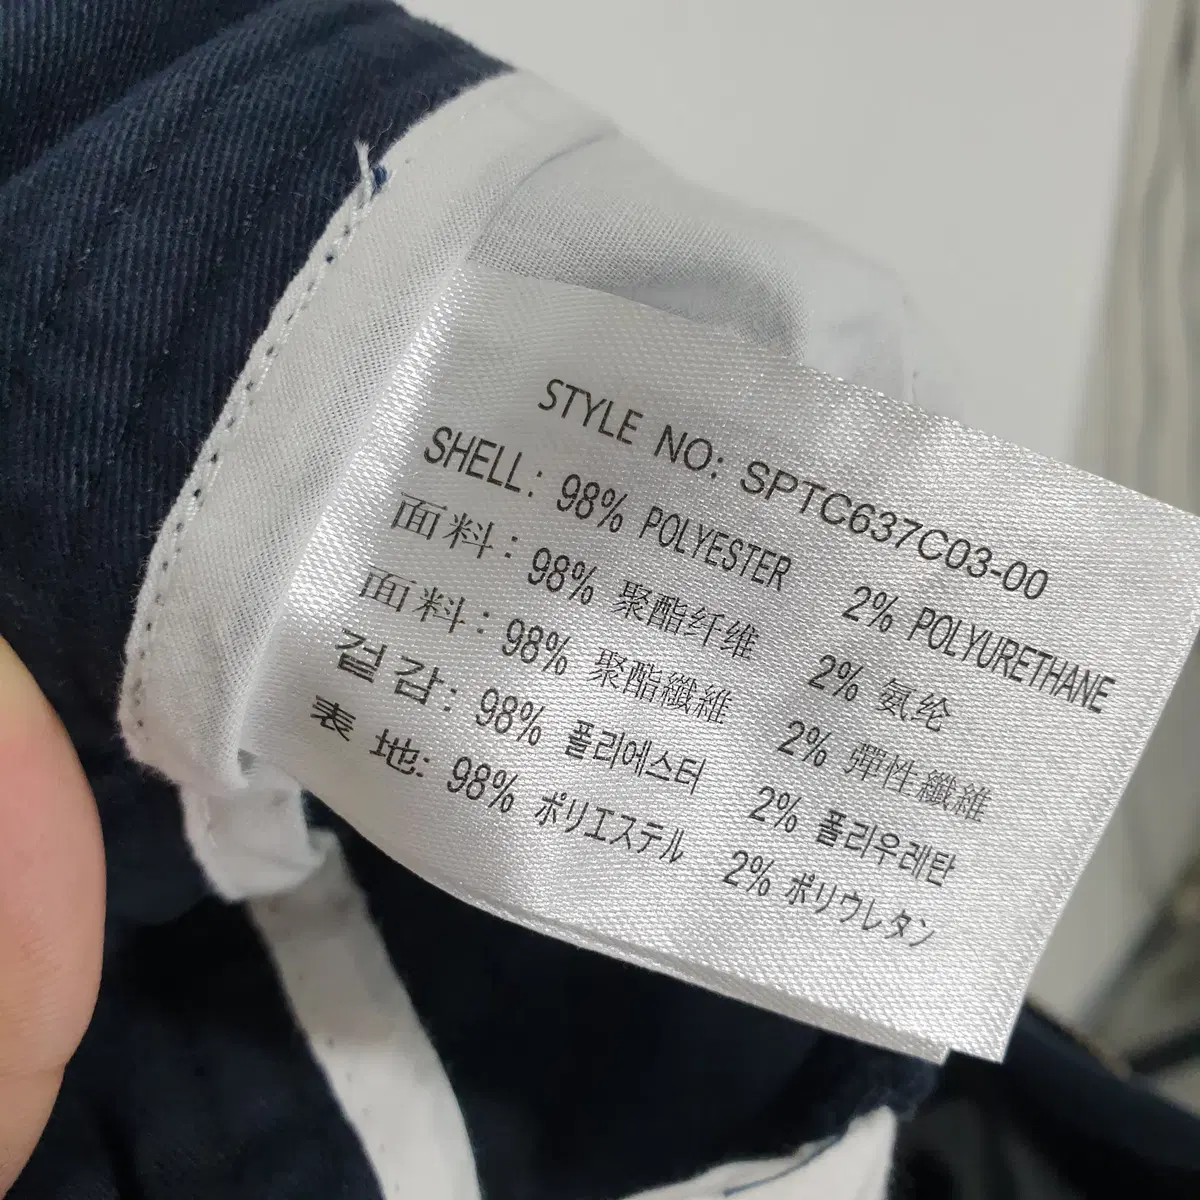 STYLE NO: SPTC637C03-00
SHELL: 98% POLYESTER 2% POLYURETHANE
面料: 98% 聚酯纤维 2% 氨纶
面料: 98% 聚酯纖維 2% 彈性纖維
겉감: 98% 폴리에스터 2% 폴리우레탄
表地: 98% ポリエステル 2% ポリウレタン